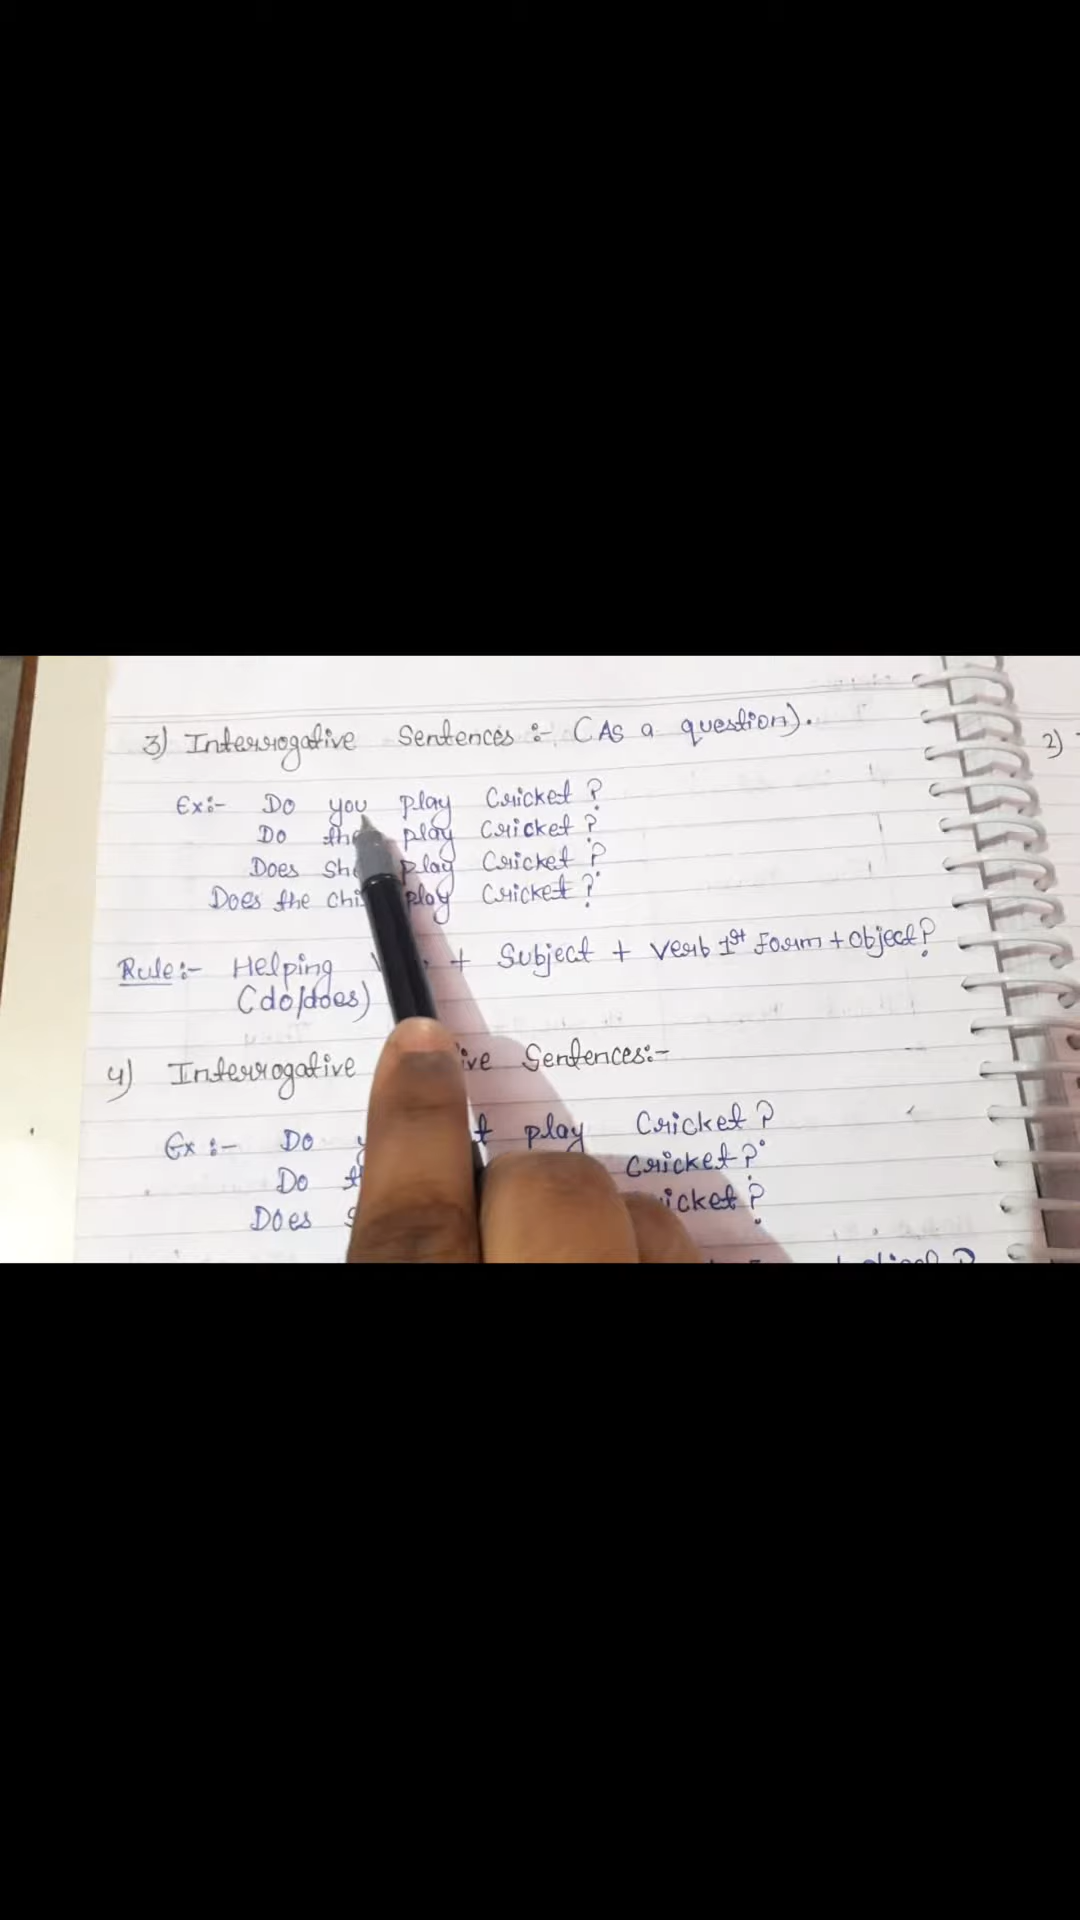 3) Interrogative Sentences :- (As a question).
2)
Ex:- Do you play Cricket ?
Do play Cricket ?
Does play Cricket ?
Does the play Cricket ?
Rule:- Helping + Subject + Verb 1st Form + Object?
(do/does)
4) Interrogative Sentences:-
Ex :- Do play Cricket ?
Do Cricket ?
Does ?